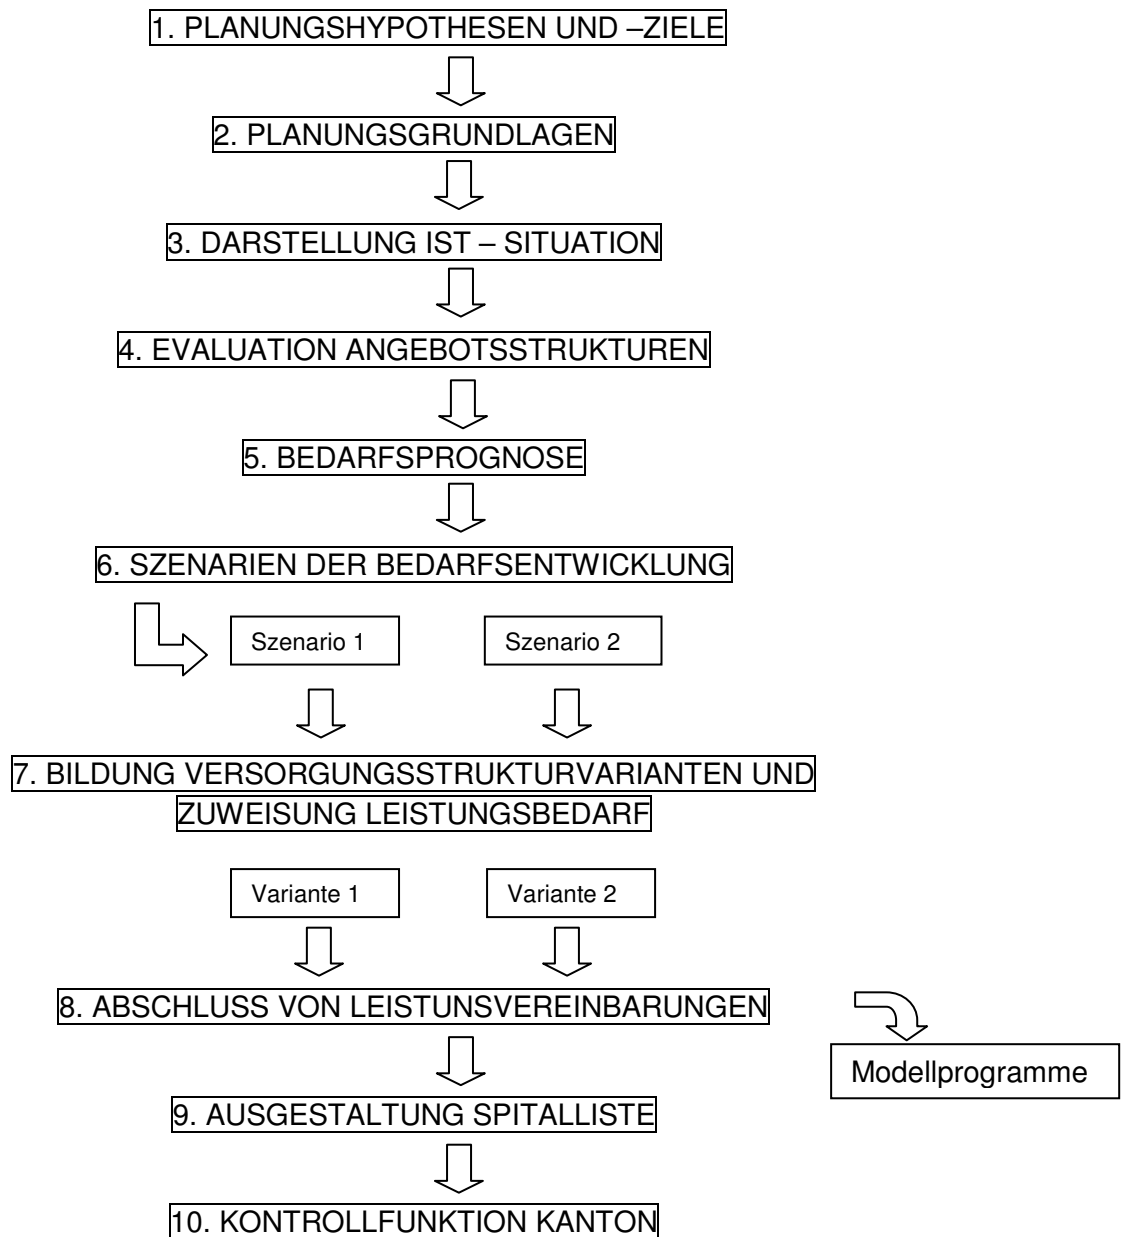 1. PLANUNGSHYPOTHESEN UND –ZIELE
2. PLANUNGSGRUNDLAGEN
3. DARSTELLUNG IST – SITUATION
4. EVALUATION ANGEBOTSSTRUKTUREN
5. BEDARFSPROGNOSE
6. SZENARIEN DER BEDARFSENTWICKLUNG
Szenario 1
Szenario 2
7. BILDUNG VERSORGUNGSSTRUKTURVARIANTEN UND
ZUWEISUNG LEISTUNGSBEDARF
Variante 1
Variante 2
8. ABSCHLUSS VON LEISTUNSVEREINBARUNGEN
Modellprogramme
9. AUSGESTALTUNG SPITALLISTE
10. KONTROLLFUNKTION KANTON